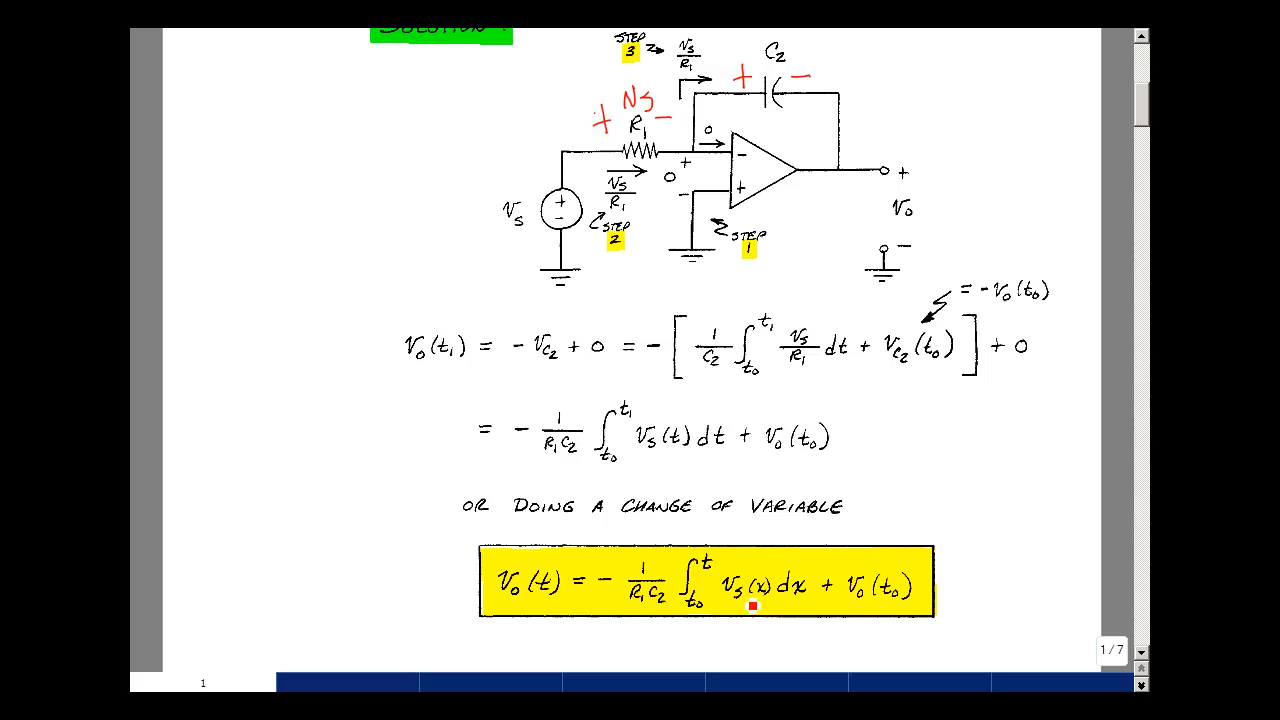 SOLUTION:
STEP 3
Vs/R1
C2
+ -
+ Vs -
R1
0
+
0
-
- +
Vs/R1
STEP 2
Vs
+ -
STEP 1
+
Vo
-
= -Vo(t0)
Vo(t1) = -VC2 + 0 = -[ 1/C2 ∫t0^t1 Vs/R1 dt + VC2(t0) ] + 0
= - 1/(R1C2) ∫t0^t1 Vs(t) dt + Vo(t0)
OR DOING A CHANGE OF VARIABLE
Vo(t) = - 1/(R1C2) ∫t0^t Vs(x) dx + Vo(t0)
1/7
1